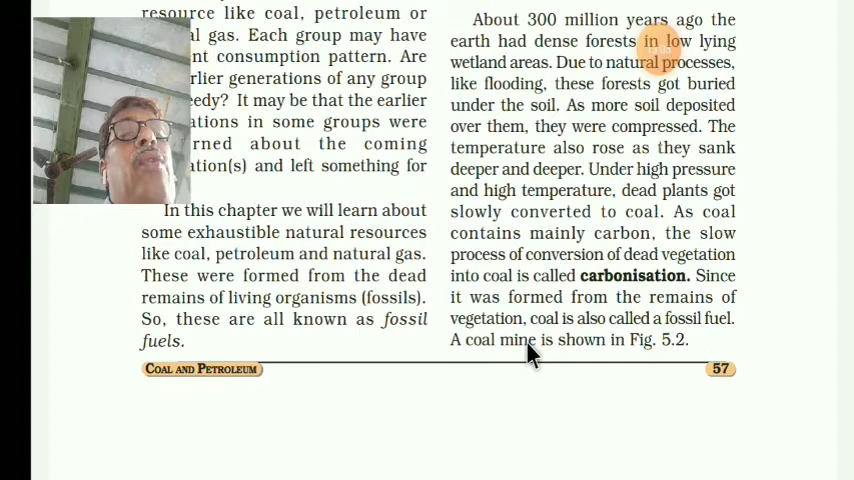 resource like coal, petroleum or
al gas. Each group may have
nt consumption pattern. Are
rlier generations of any group
eedy? It may be that the earlier
ations in some groups were
rned about the coming
ation(s) and left something for
In this chapter we will learn about
some exhaustible natural resources
like coal, petroleum and natural gas.
These were formed from the dead
remains of living organisms (fossils).
So, these are all known as fossil
fuels.
About 300 million years ago the
earth had dense forests in low lying
wetland areas. Due to natural processes,
like flooding, these forests got buried
under the soil. As more soil deposited
over them, they were compressed. The
temperature also rose as they sank
deeper and deeper. Under high pressure
and high temperature, dead plants got
slowly converted to coal. As coal
contains mainly carbon, the slow
process of conversion of dead vegetation
into coal is called carbonisation. Since
it was formed from the remains of
vegetation, coal is also called a fossil fuel.
A coal mine is shown in Fig. 5.2.
COAL AND PETROLEUM
57